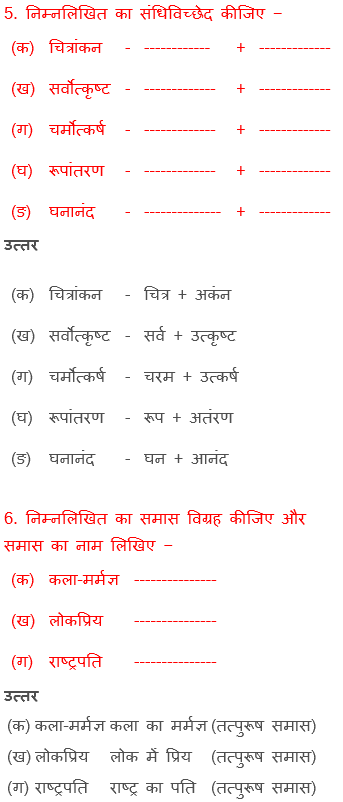 5. निम्नलिखित का संधिविच्छेद कीजिए –
(क) चित्रांकन - ------------ + -------------
(ख) सर्वोत्कृष्ट - ------------- + -------------
(ग) चर्मोत्कर्ष - ------------- + -------------
(घ) रूपांतरण - ------------- + -------------
(ङ) घनानंद - -------------- + -------------
उत्तर
(क) चित्रांकन - चित्र + अकंन
(ख) सर्वोत्कृष्ट - सर्व + उत्कृष्ट
(ग) चर्मोत्कर्ष - चरम + उत्कर्ष
(घ) रूपांतरण - रूप + अतंरण
(ङ) घनानंद - घन + आनंद
6. निम्नलिखित का समास विग्रह कीजिए और
समास का नाम लिखिए –
(क) कला-मर्मज्ञ ---------------
(ख) लोकप्रिय ---------------
(ग) राष्ट्रपति ---------------
उत्तर
(क) कला-मर्मज्ञ कला का मर्मज्ञ (तत्पुरूष समास)
(ख) लोकप्रिय लोक में प्रिय (तत्पुरूष समास)
(ग) राष्ट्रपति राष्ट्र का पति (तत्पुरूष समास)